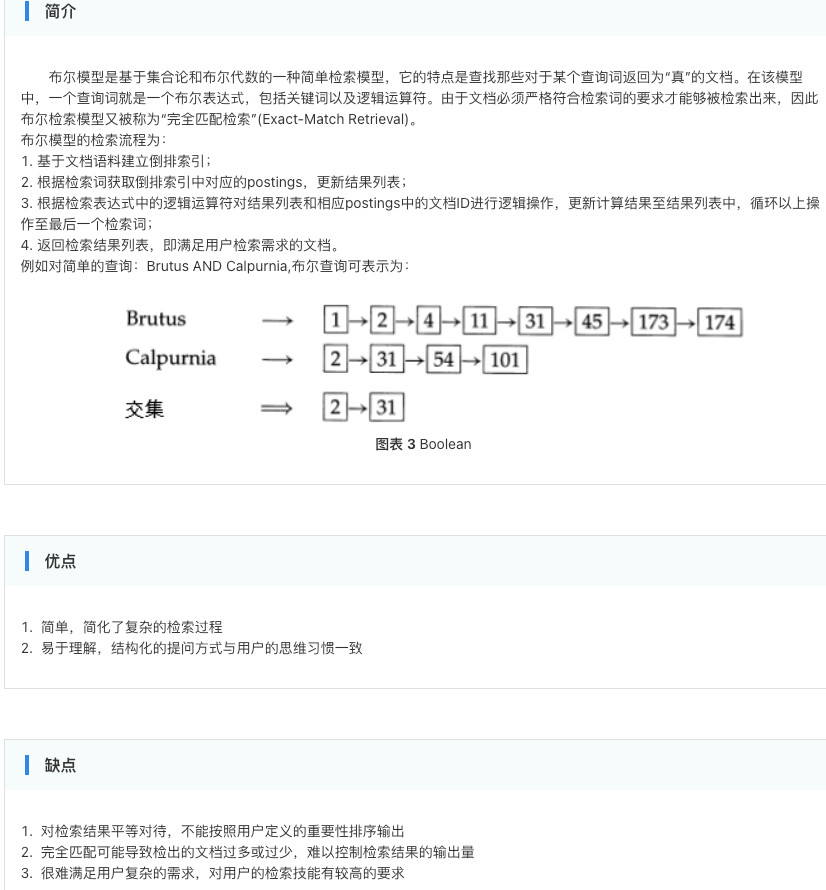 简介
布尔模型是基于集合论和布尔代数的一种简单检索模型，它的特点是查找那些对于某个查询词返回为“真”的文档。在该模型
中，一个查询词就是一个布尔表达式，包括关键词以及逻辑运算符。由于文档必须严格符合检索词的要求才能够被检索出来，因此
布尔检索模型又被称为“完全匹配检索”(Exact-Match Retrieval)。
布尔模型的检索流程为：
1. 基于文档语料建立倒排索引；
2. 根据检索词获取倒排索引中对应的postings，更新结果列表；
3. 根据检索表达式中的逻辑运算符对结果列表和相应postings中的文档ID进行逻辑操作，更新计算结果至结果列表中，循环以上操
作至最后一个检索词；
4. 返回检索结果列表，即满足用户检索需求的文档。
例如对简单的查询：Brutus AND Calpurnia,布尔查询可表示为：
Brutus → 1→2→4→11→31→45→173→174
Calpurnia → 2→31→54→101
交集 ⇒ 2→31
图表 3 Boolean
优点
1. 简单，简化了复杂的检索过程
2. 易于理解，结构化的提问方式与用户的思维习惯一致
缺点
1. 对检索结果平等对待，不能按照用户定义的重要性排序输出
2. 完全匹配可能导致检出的文档过多或过少，难以控制检索结果的输出量
3. 很难满足用户复杂的需求，对用户的检索技能有较高的要求